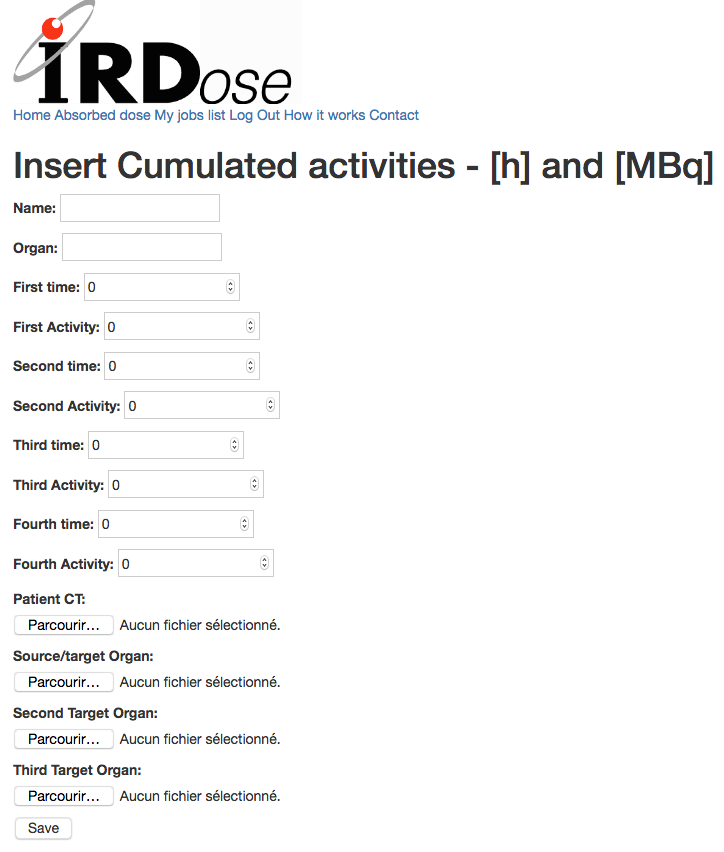 IRDose
Home Absorbed dose My jobs list Log Out How it works Contact
Insert Cumulated activities - [h] and [MBq]
Name:
Organ:
First time: 0
First Activity: 0
Second time: 0
Second Activity: 0
Third time: 0
Third Activity: 0
Fourth time: 0
Fourth Activity: 0
Patient CT:
Parcourir... Aucun fichier sélectionné.
Source/target Organ:
Parcourir... Aucun fichier sélectionné.
Second Target Organ:
Parcourir... Aucun fichier sélectionné.
Third Target Organ:
Parcourir... Aucun fichier sélectionné.
Save